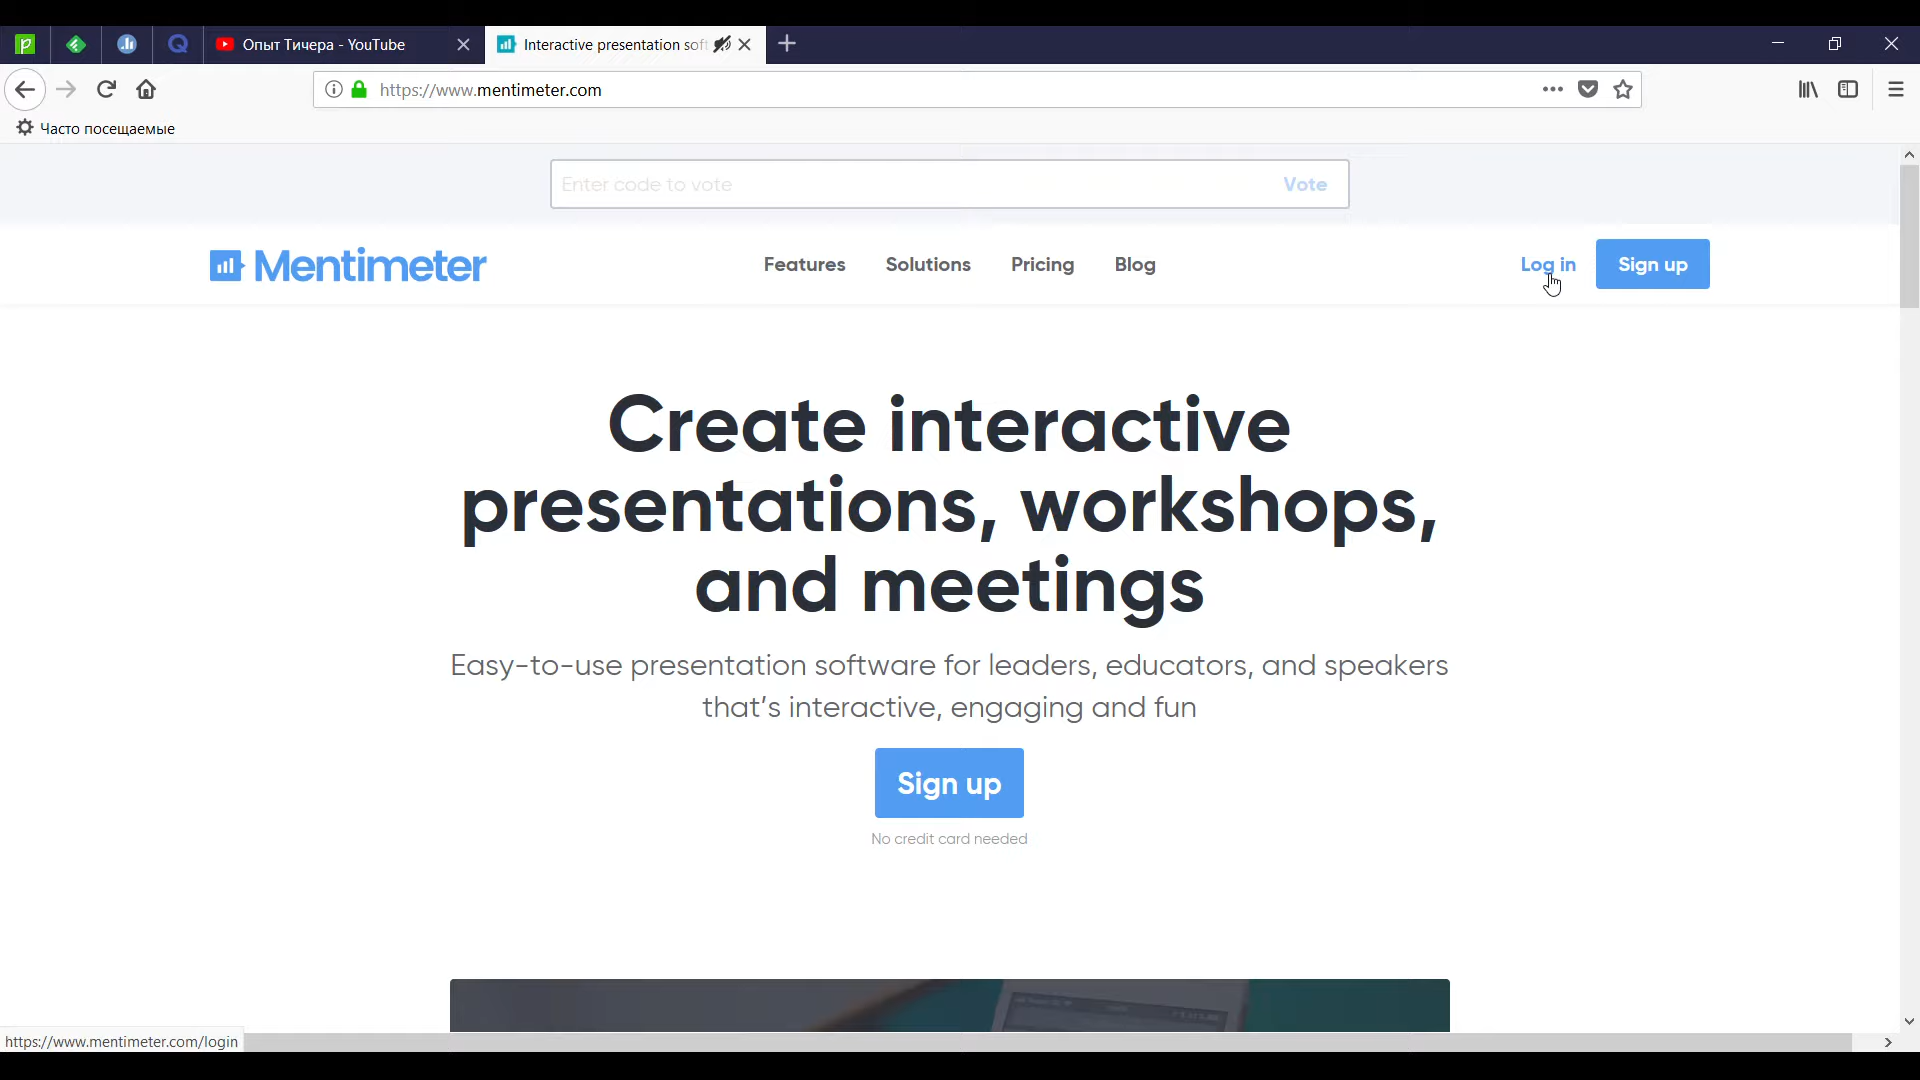 Опыт Тичера - YouTube
Interactive presentation soft
https://www.mentimeter.com
Часто посещаемые
Enter code to vote
Vote
Mentimeter
Features
Solutions
Pricing
Blog
Log in
Sign up
Create interactive
presentations, workshops,
and meetings
Easy-to-use presentation software for leaders, educators, and speakers
that’s interactive, engaging and fun
Sign up
No credit card needed
https://www.mentimeter.com/login